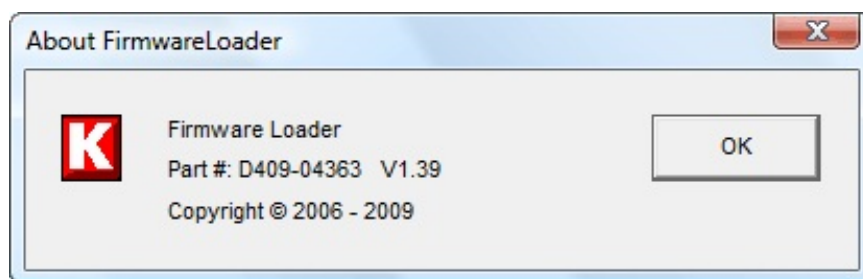 About FirmwareLoader
K
Firmware Loader
OK
Part #: D409-04363 V1.39
Copyright © 2006 - 2009